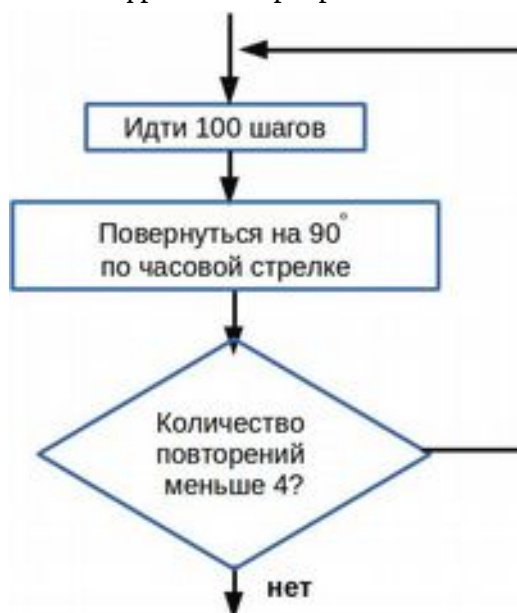 Идти 100 шагов
Повернуться на 90°
по часовой стрелке
Количество
повторений
меньше 4?
нет